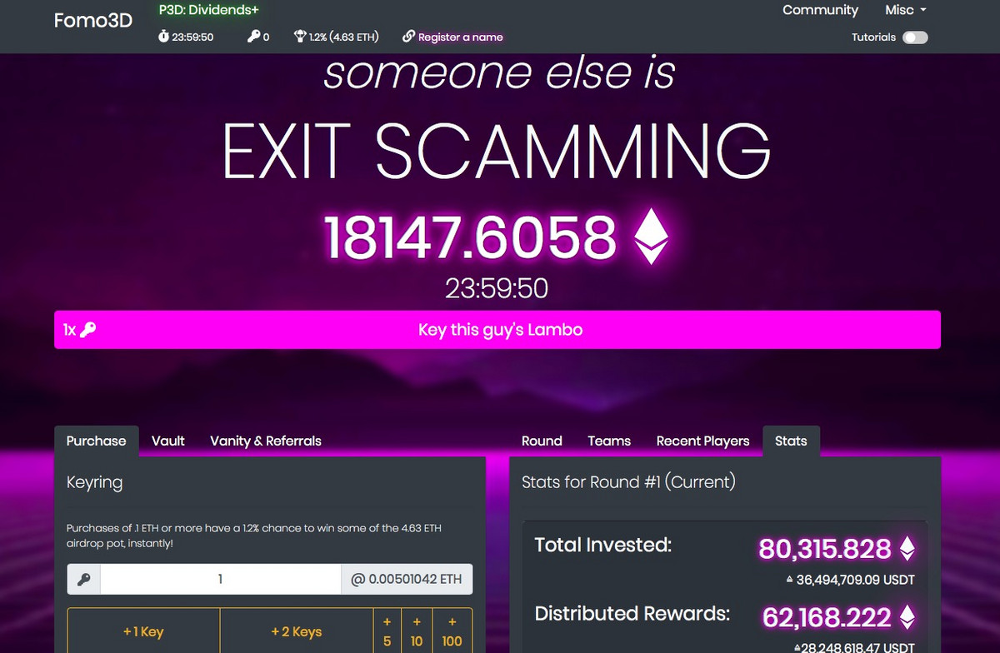 Fomo3D
P3D: Dividends+
Community
Misc
23:59:50
0
1.2% (4.63 ETH)
Register a name
Tutorials
someone else is
EXIT SCAMMING
18147.6058
23:59:50
1x
Key this guy's Lambo
Purchase
Vault
Vanity & Referrals
Keyring
Purchases of .1 ETH or more have a 1.2% chance to win some of the 4.63 ETH
airdrop pot, instantly!
1
@ 0.00501042 ETH
+ 1 Key
+ 2 Keys
+
5
+
10
+
100
Round
Teams
Recent Players
Stats
Stats for Round #1 (Current)
Total Invested:
80,315.828
≙ 36,494,709.09 USDT
Distributed Rewards:
62,168.222
≙28,248,618.47 USDT